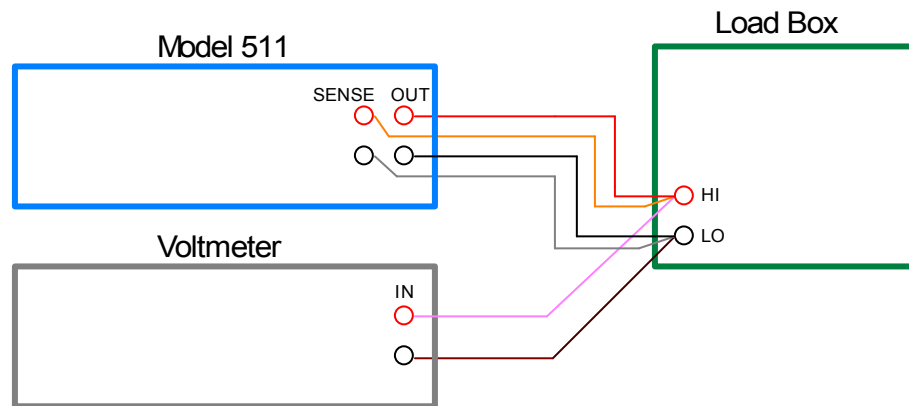 Load Box
Model 511
SENSE OUT
HI
LO
Voltmeter
IN